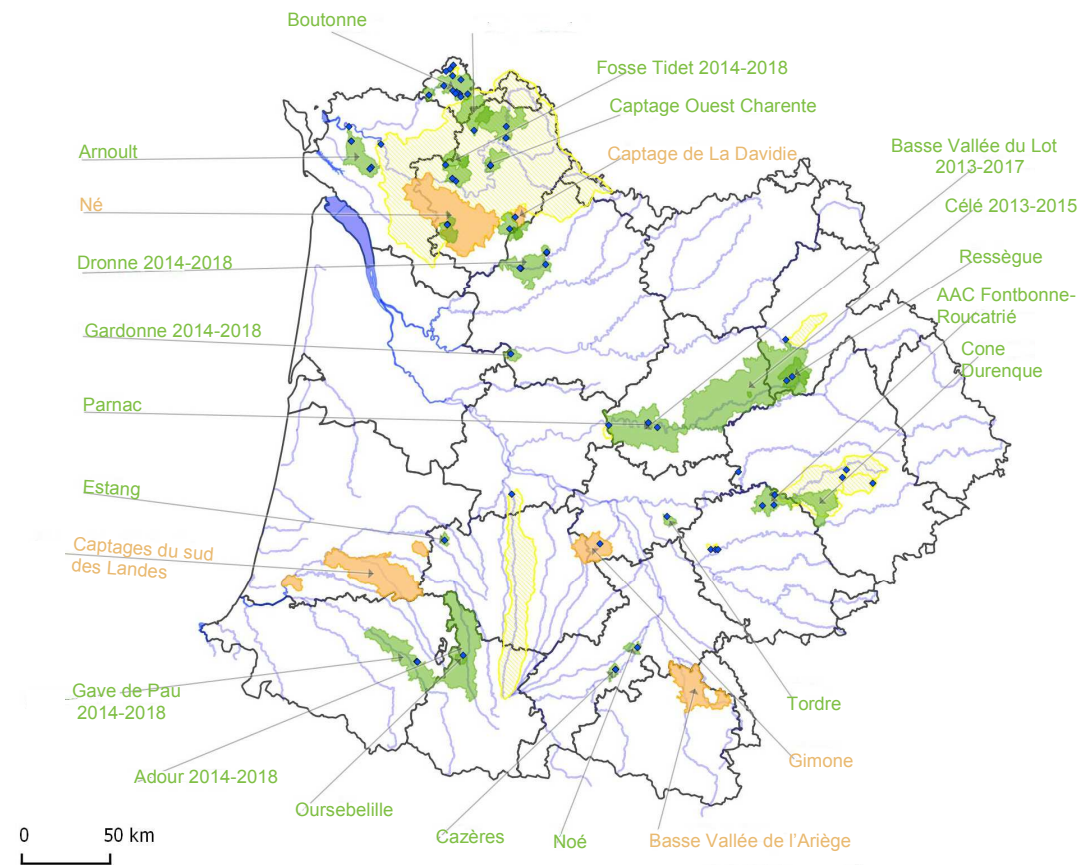 Boutonne
Fosse Tidet 2014-2018
Captage Ouest Charente
Arnoult
Captage de La Davidie
Basse Vallée du Lot
2013-2017
Né
Célé 2013-2015
Dronne 2014-2018
Ressègue
AAC Fontbonne-
Roucatrié
Gardonne 2014-2018
Cone
Durenque
Parnac
Estang
Captages du sud
des Landes
Gave de Pau
2014-2018
Tordre
Adour 2014-2018
Gimone
Oursebelille
Cazères
Noé
Basse Vallée de l'Ariège
0 50 km